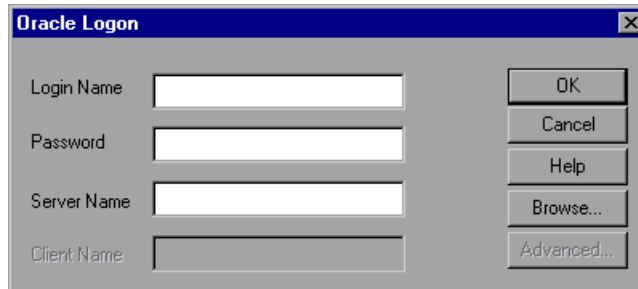 Oracle Logon
Login Name
OK
Cancel
Password
Help
Server Name
Browse...
Client Name
Advanced...